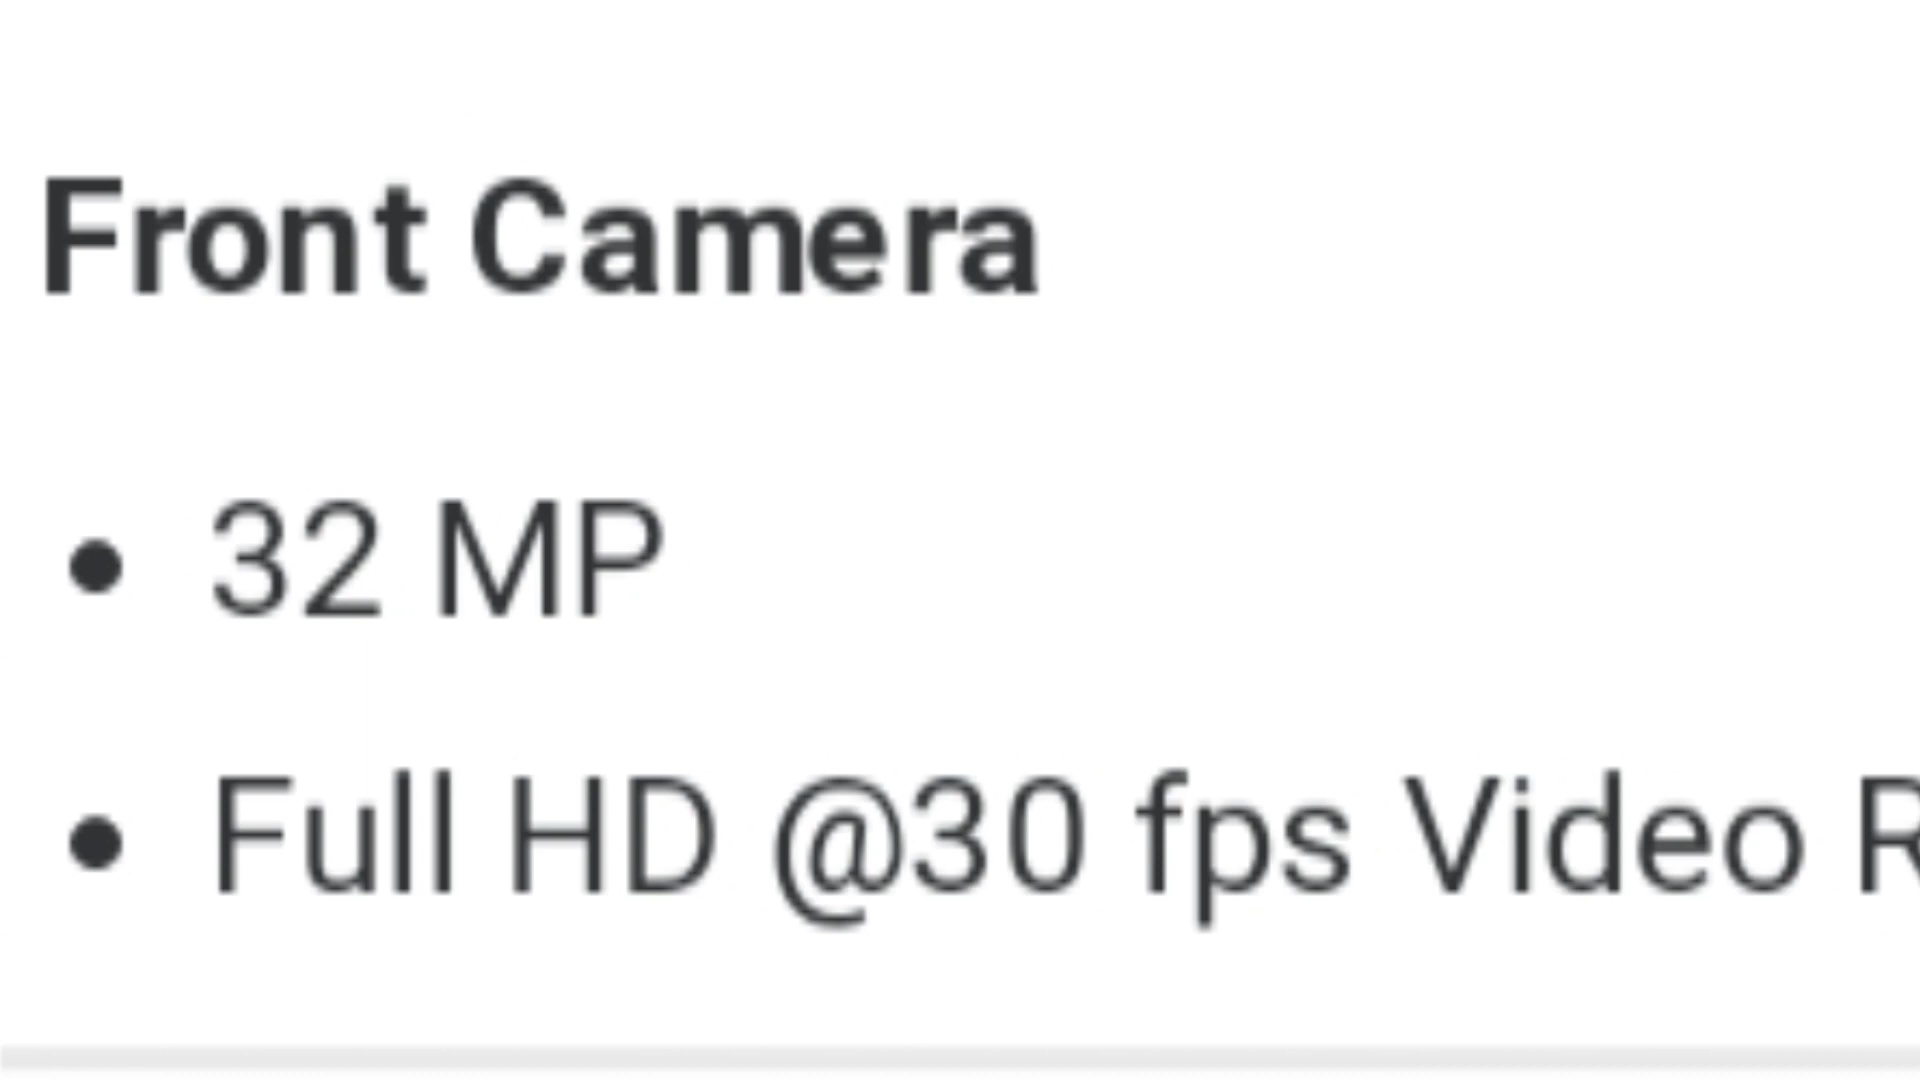 Front Camera
• 32 MP
• Full HD @30 fps Video R